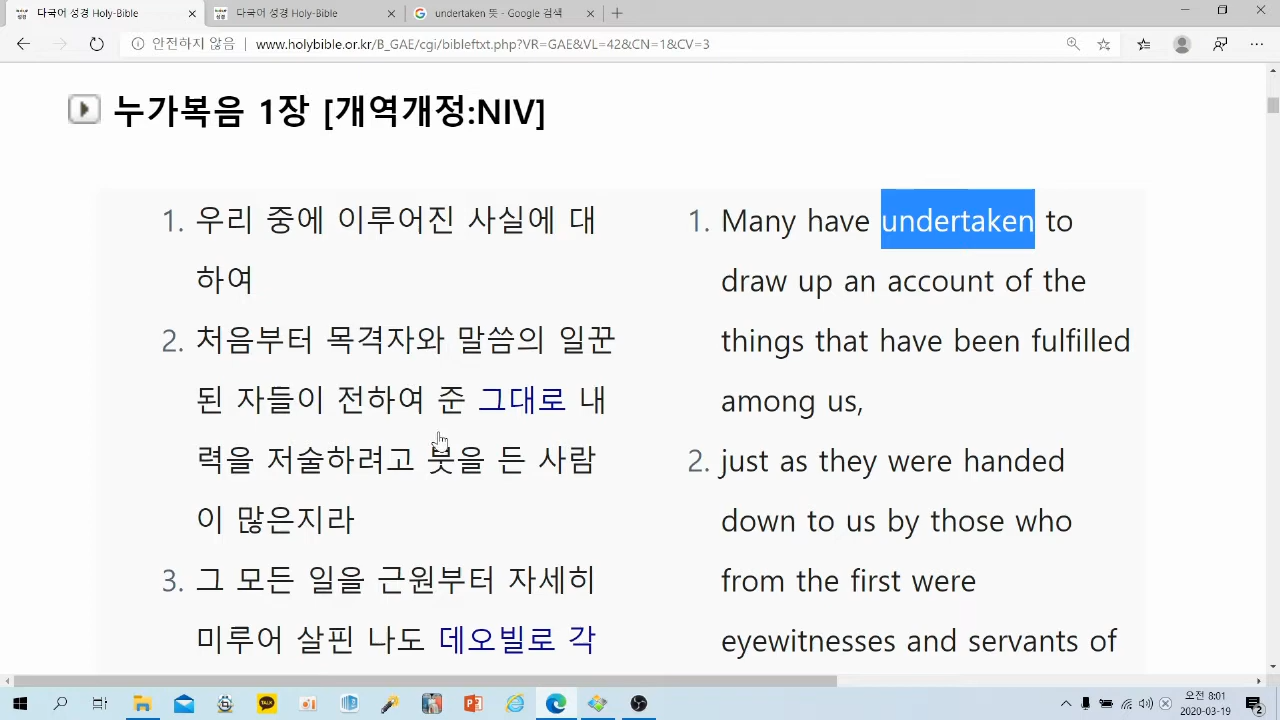 다국어 성경 Holy-Bible
다국어 성경 Holy-Bible
undertaken 뜻 - Google 검색
안전하지 않음
www.holybible.or.kr/B_GAE/cgi/bibleftxt.php?VR=GAE&VL=42&CN=1&CV=3
누가복음 1장 [개역개정:NIV]
1. 우리 중에 이루어진 사실에 대
하여
2. 처음부터 목격자와 말씀의 일꾼
된 자들이 전하여 준 그대로 내
력을 저술하려고 붓을 든 사람
이 많은지라
3. 그 모든 일을 근원부터 자세히
미루어 살핀 나도 데오빌로 각
1. Many have undertaken to
draw up an account of the
things that have been fulfilled
among us,
2. just as they were handed
down to us by those who
from the first were
eyewitnesses and servants of
TALK
오전 8:01
2020-03-19
2